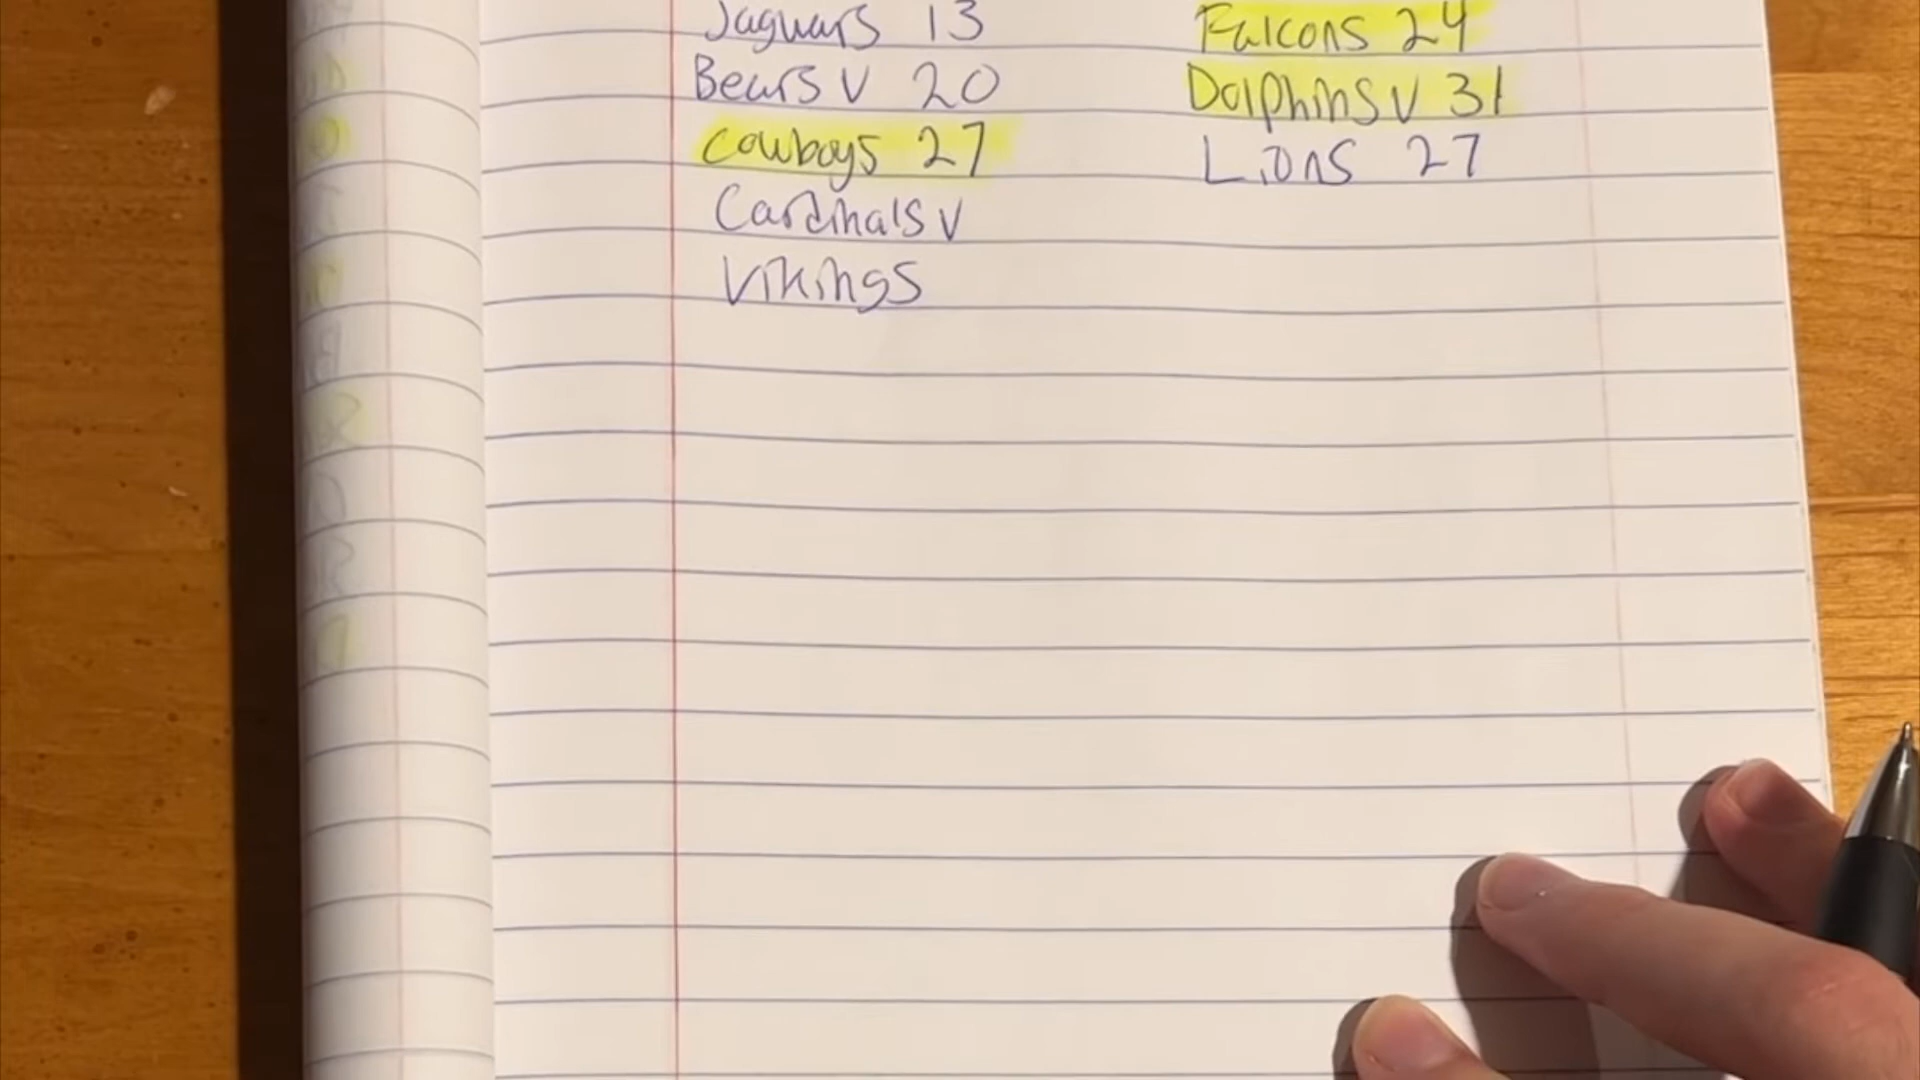 Jaguars 13
Bears v 20
Cowboys 27
Cardinals v
Vikings
Falcons 24
Dolphins v 31
Lions 27